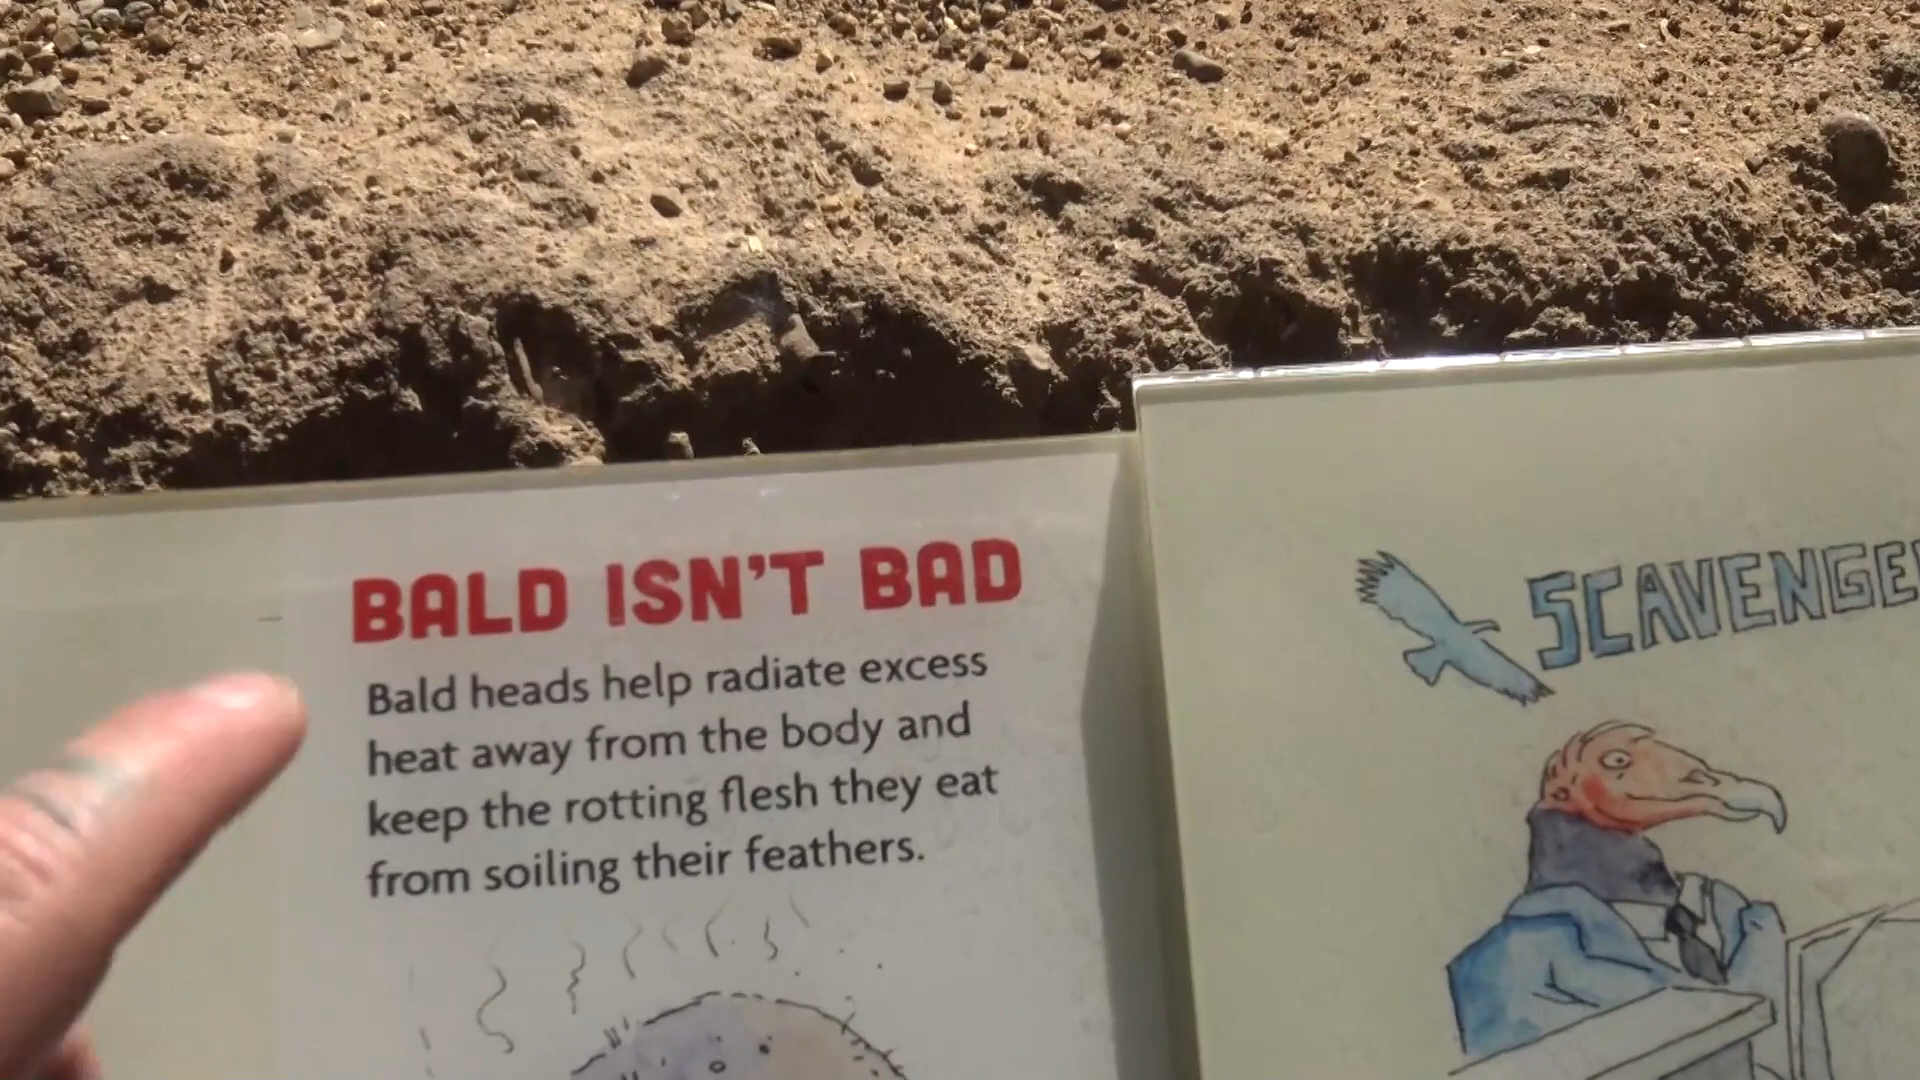 BALD ISN'T BAD
Bald heads help radiate excess
heat away from the body and
keep the rotting flesh they eat
from soiling their feathers.